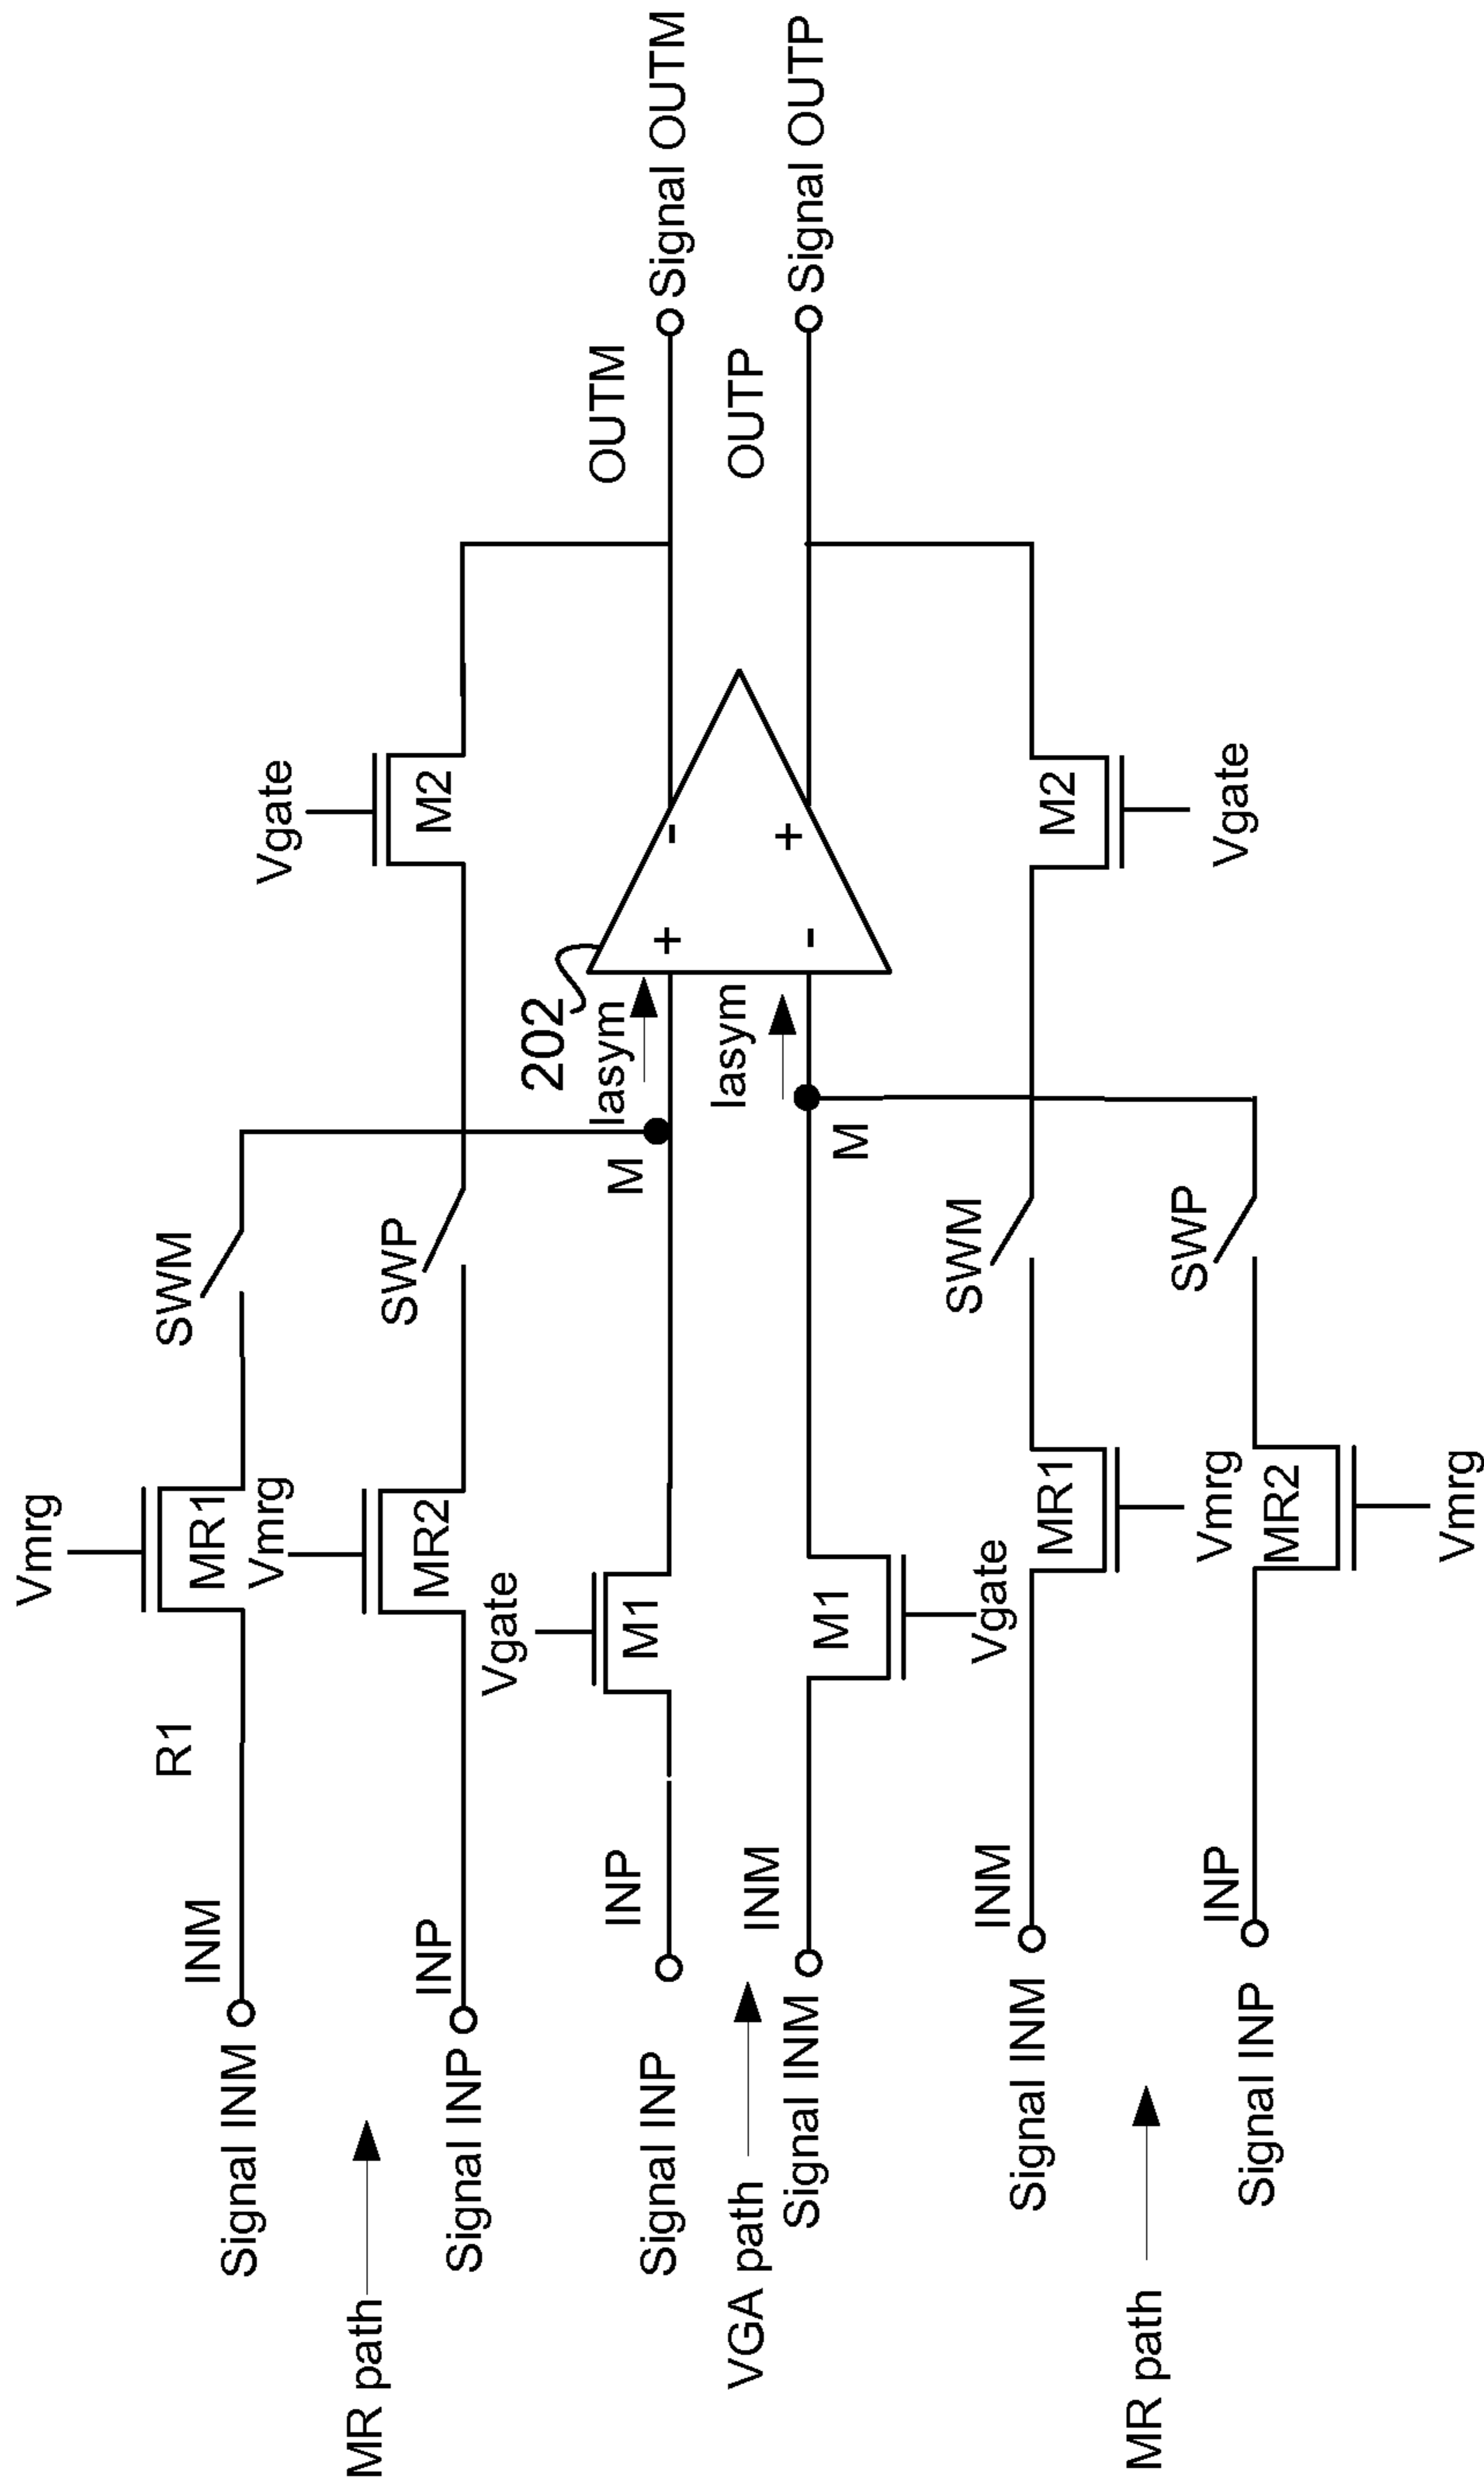 Vmrg
MR1
SWM
R1
INM
Signal INM
Vmrg
MR2
SWP
INP
Signal INP
MR path
Vgate
M2
Vgate
M1
INP
Signal INP
M
Iasym
202
+
-
OUTM
Signal OUTM
VGA path
INM
Signal INM
M1
Vgate
M
Iasym
-
+
OUTP
Signal OUTP
M2
Vgate
SWM
MR1
Vmrg
INM
Signal INM
MR path
SWP
MR2
Vmrg
INP
Signal INP